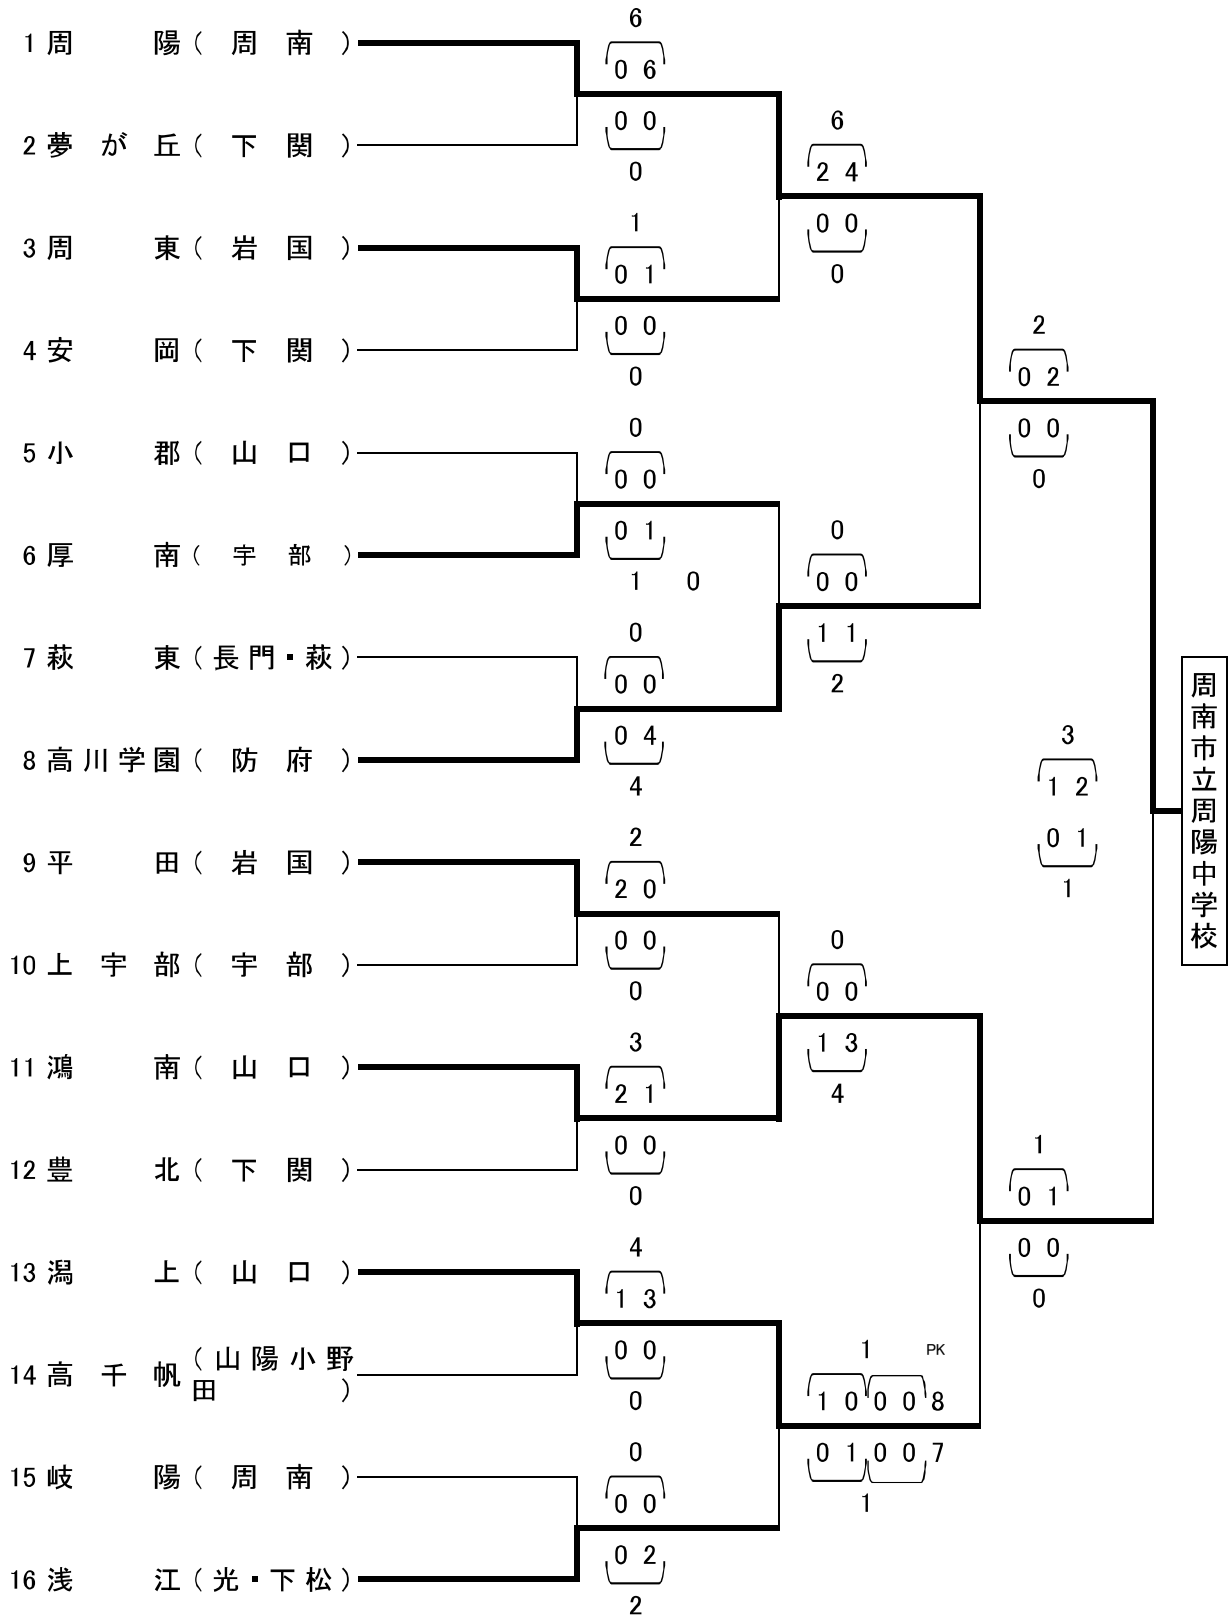 6
1 周 陽 ( 周 南 )
0 6
0 0
6
2 夢 が 丘 ( 下 関 )
0
2 4
1
0 0
3 周 東 ( 岩 国 )
0 1
0
0 0
2
4 安 岡 ( 下 関 )
0
0 2
0
0 0
5 小 郡 ( 山 口 )
0 0
0
0 1
0
6 厚 南 ( 宇 部 )
1 0
0 0
0
1 1
7 萩 東 ( 長 門 ・ 萩 )
0 0
2
0 4
3
8 高 川 学 園 ( 防 府 )
4
1 2
周南市立周陽中学校
2
0 1
9 平 田 ( 岩 国 )
2 0
1
0 0
0
10 上 宇 部 ( 宇 部 )
0
0 0
3
1 3
11 鴻 南 ( 山 口 )
2 1
4
0 0
1
12 豊 北 ( 下 関 )
0
0 1
4
0 0
13 潟 上 ( 山 口 )
1 3
0
0 0
1 PK
14 高 千 帆 ( 山 陽 小 野
田 )
0
1 0 0 0 8
0
0 1 0 0 7
15 岐 陽 ( 周 南 )
0 0
1
0 2
16 浅 江 ( 光 ・ 下 松 )
2